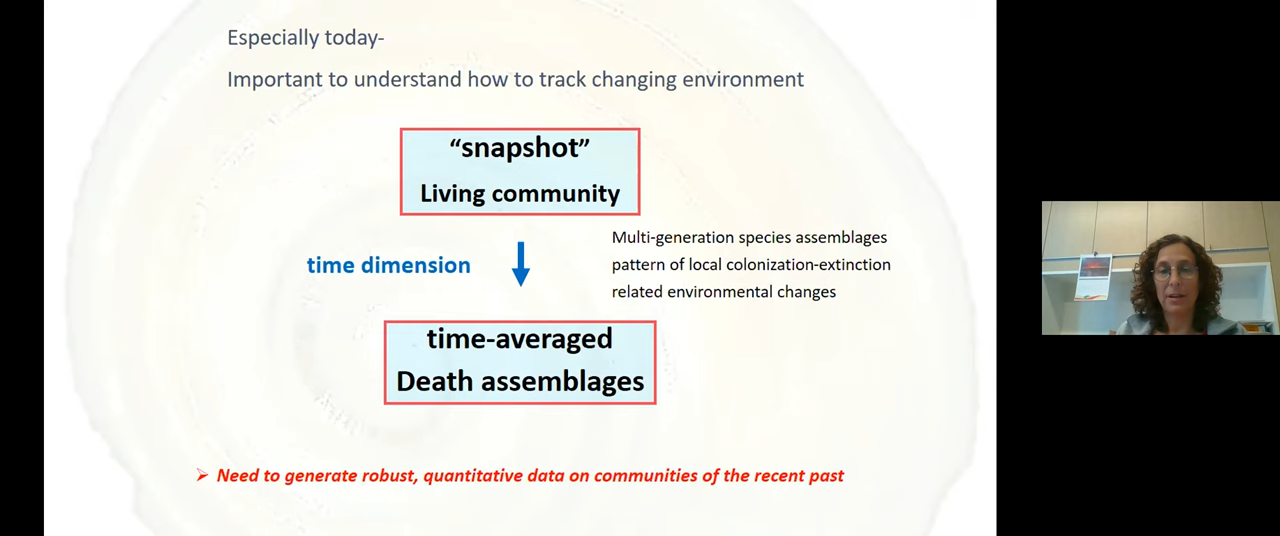 Especially today-
Important to understand how to track changing environment
“snapshot”
Living community
time dimension
Multi-generation species assemblages
pattern of local colonization-extinction
related environmental changes
time-averaged
Death assemblages
➢ Need to generate robust, quantitative data on communities of the recent past